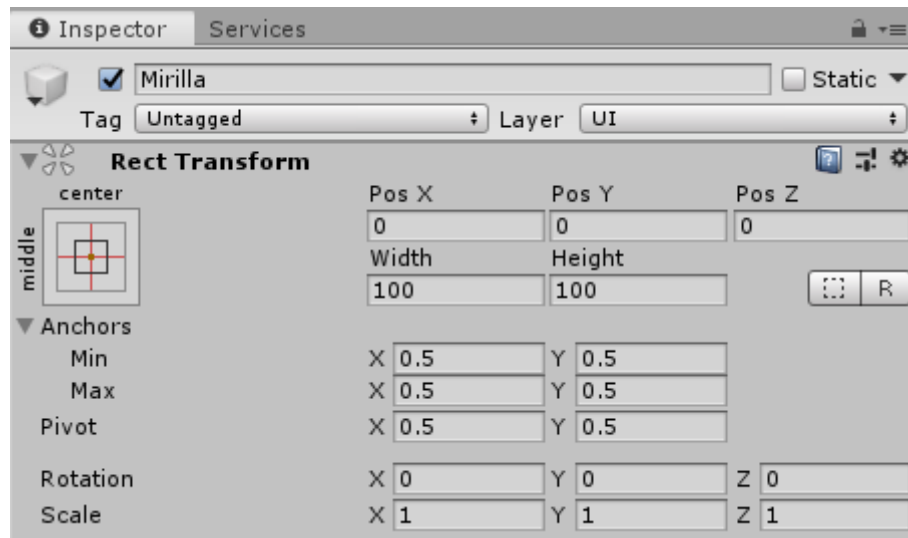 Inspector Services
Mirilla Static
Tag Untagged Layer UI
Rect Transform
center Pos X Pos Y Pos Z
middle 0 0 0
Width Height
100 100 R
Anchors
Min X 0.5 Y 0.5
Max X 0.5 Y 0.5
Pivot X 0.5 Y 0.5
Rotation X 0 Y 0 Z 0
Scale X 1 Y 1 Z 1